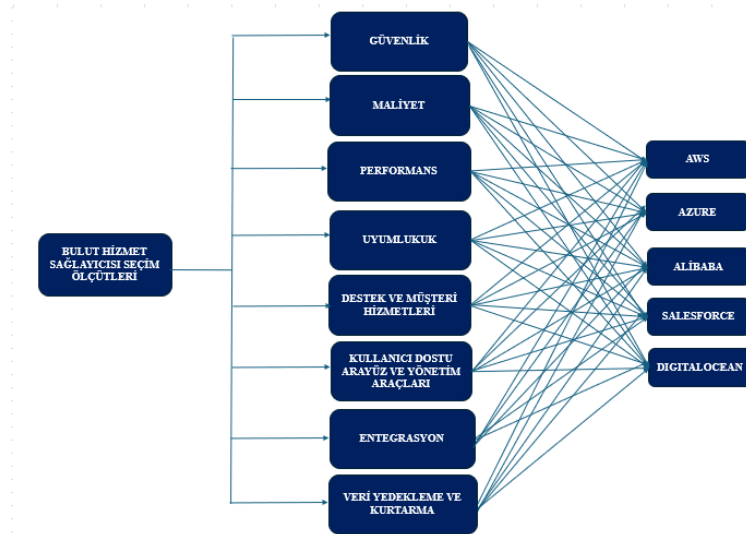 BULUT HİZMET
SAĞLAYICISI SEÇİM
ÖLÇÜTLERİ
GÜVENLİK
MALİYET
PERFORMANS
UYUMLUKUK
DESTEK VE MÜŞTERİ
HİZMETLERİ
KULLANICI DOSTU
ARAYÜZ VE YÖNETİM
ARAÇLARI
ENTEGRASYON
VERİ YEDEKLEME VE
KURTARMA
AWS
AZURE
ALİBABA
SALESFORCE
DIGITALOCEAN